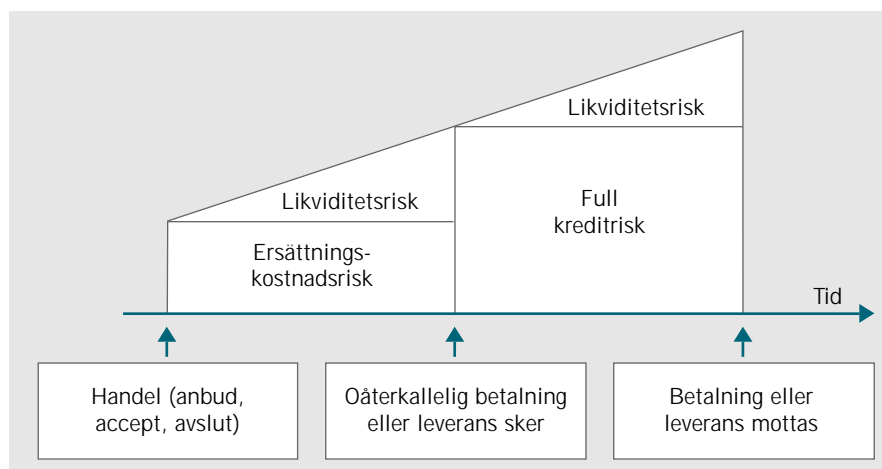 Likviditetsrisk
Likviditetsrisk
Full
kreditrisk
Ersättnings-
kostnadsrisk
Tid
Handel (anbud,
accept, avslut)
Oåterkallelig betalning
eller leverans sker
Betalning eller
leverans mottas